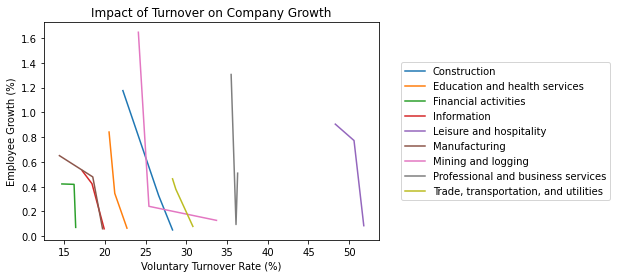 Impact of Turnover on Company Growth
Employee Growth (%)
1.6
1.4
1.2
1.0
0.8
0.6
0.4
0.2
0.0
15 20 25 30 35 40 45 50
Voluntary Turnover Rate (%)
Construction
Education and health services
Financial activities
Information
Leisure and hospitality
Manufacturing
Mining and logging
Professional and business services
Trade, transportation, and utilities